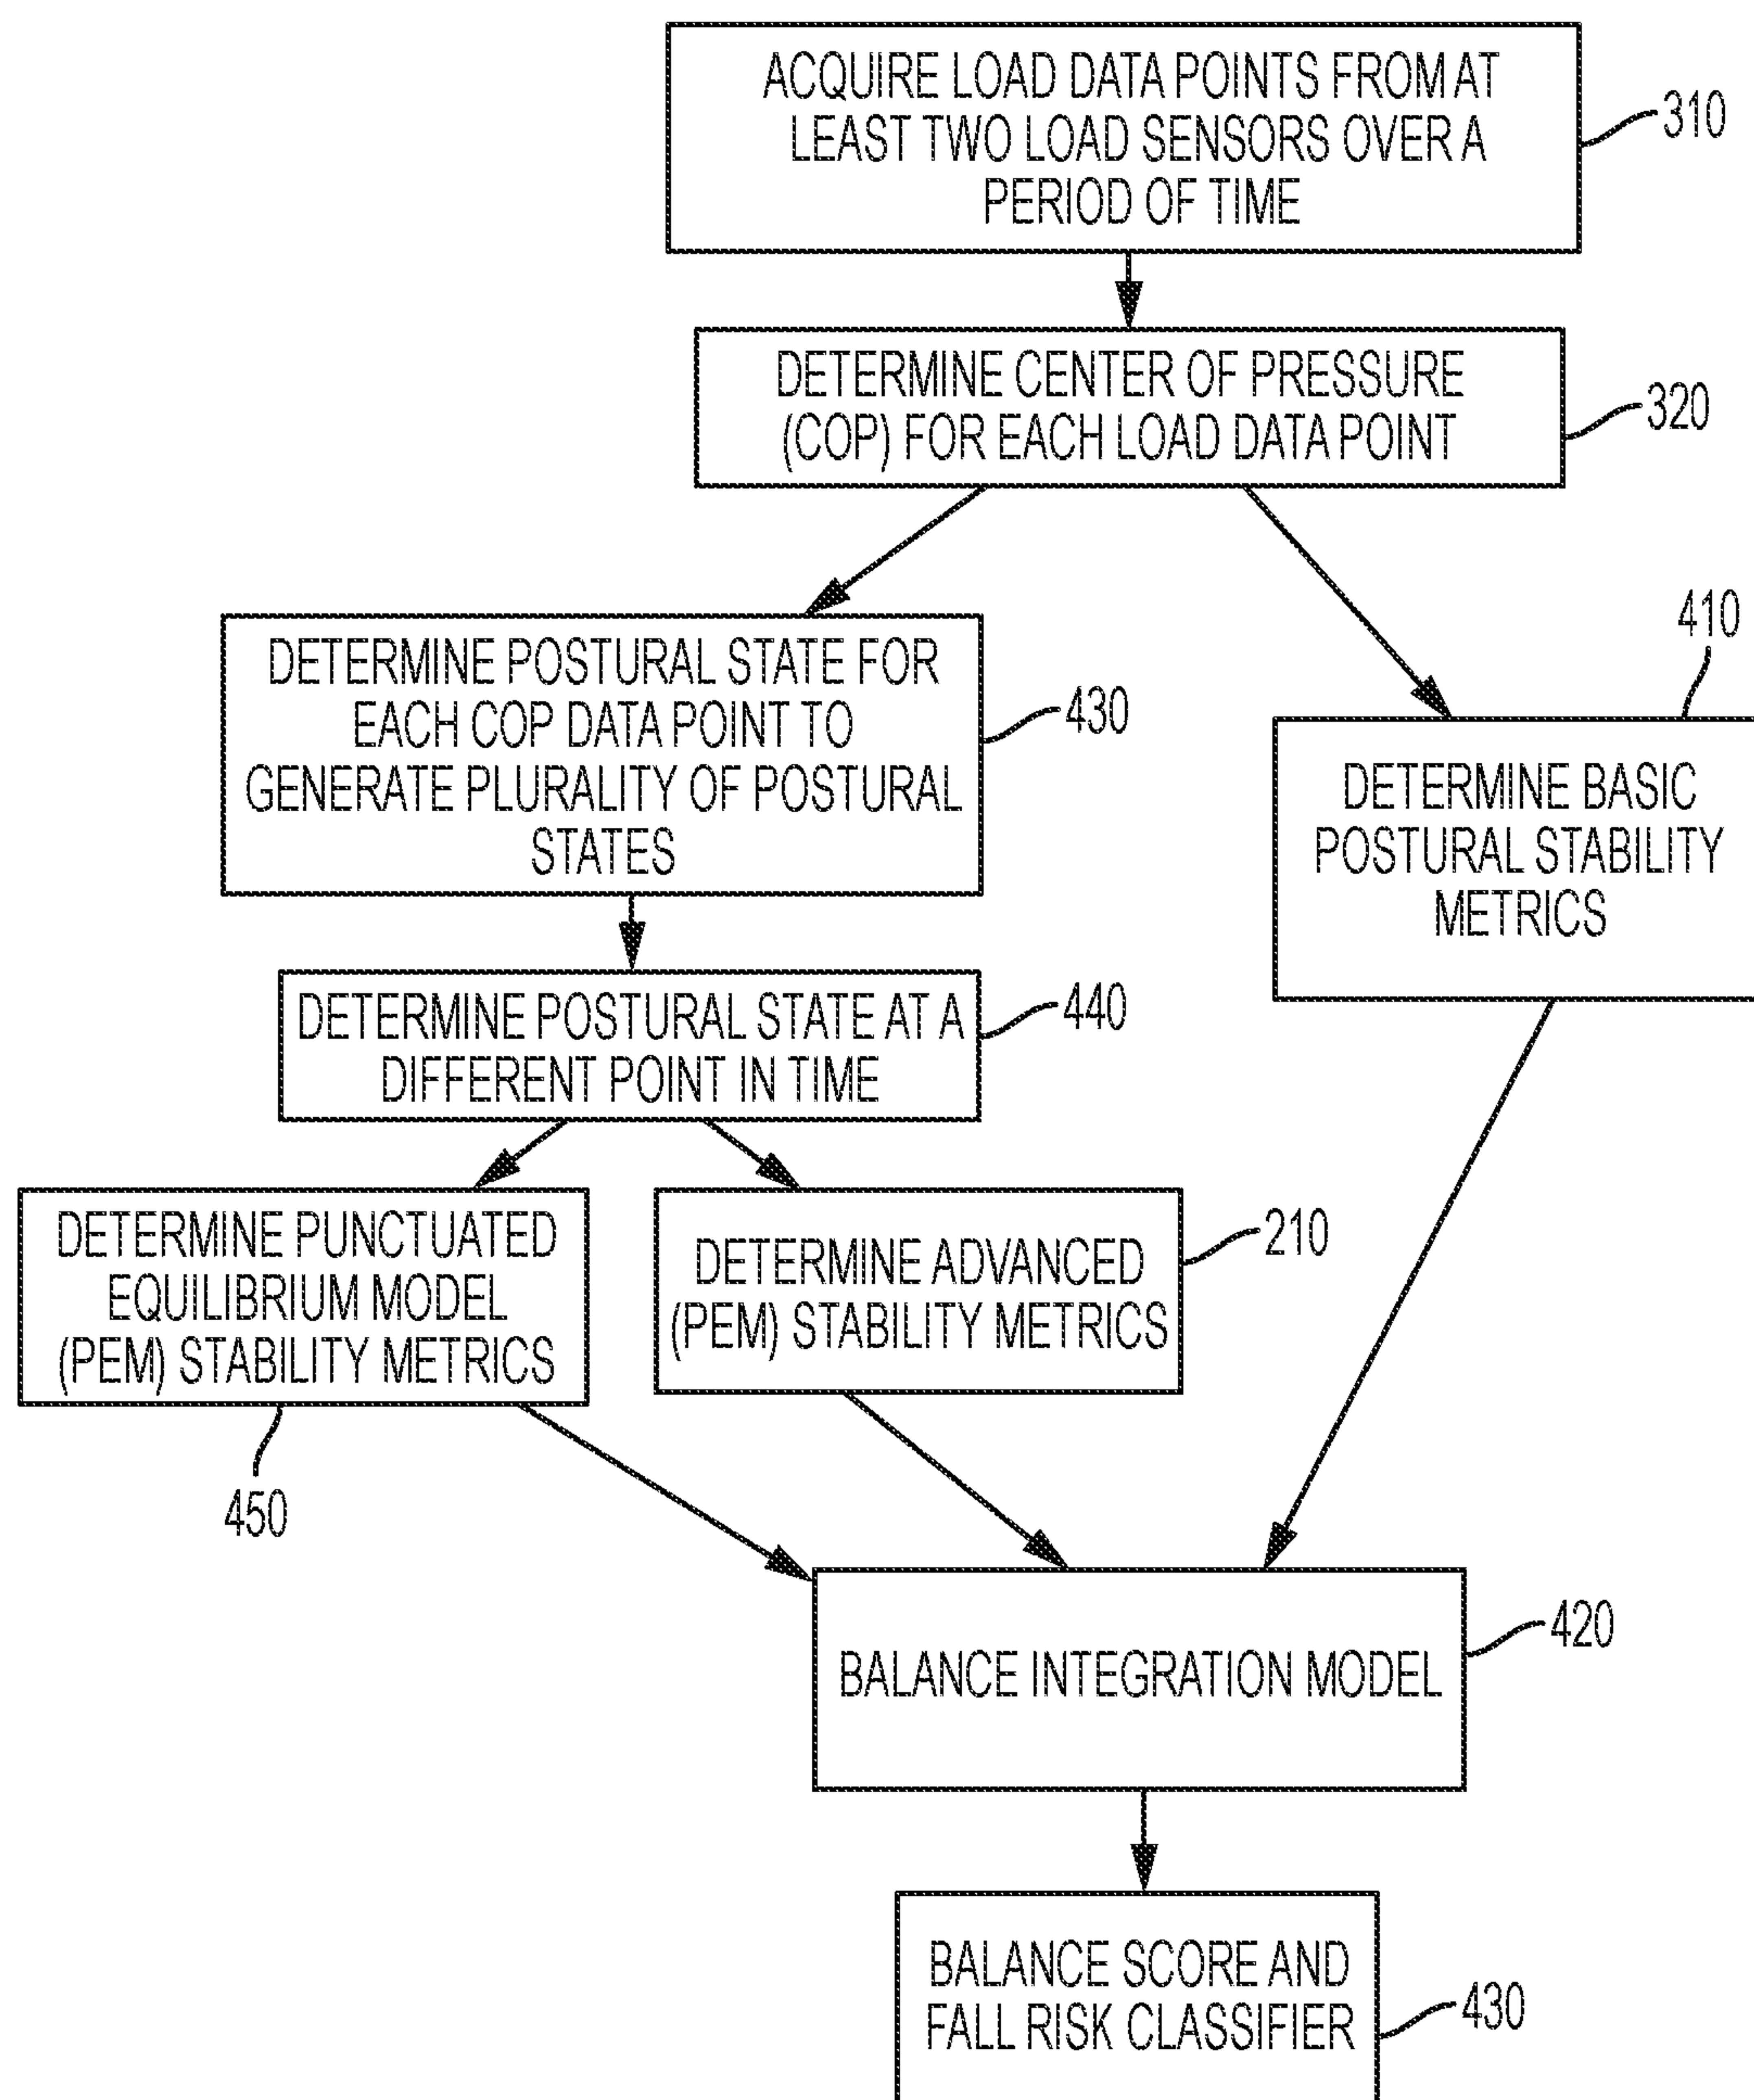 ACQUIRE LOAD DATA POINTS FROM AT
LEAST TWO LOAD SENSORS OVER A
PERIOD OF TIME
310
DETERMINE CENTER OF PRESSURE
(COP) FOR EACH LOAD DATA POINT
320
DETERMINE POSTURAL STATE FOR
EACH COP DATA POINT TO
GENERATE PLURALITY OF POSTURAL
STATES
430
410
DETERMINE BASIC
POSTURAL STABILITY
METRICS
DETERMINE POSTURAL STATE AT A
DIFFERENT POINT IN TIME
440
DETERMINE PUNCTUATED
EQUILIBRIUM MODEL
(PEM) STABILITY METRICS
450
DETERMINE ADVANCED
(PEM) STABILITY METRICS
210
BALANCE INTEGRATION MODEL
420
BALANCE SCORE AND
FALL RISK CLASSIFIER
430